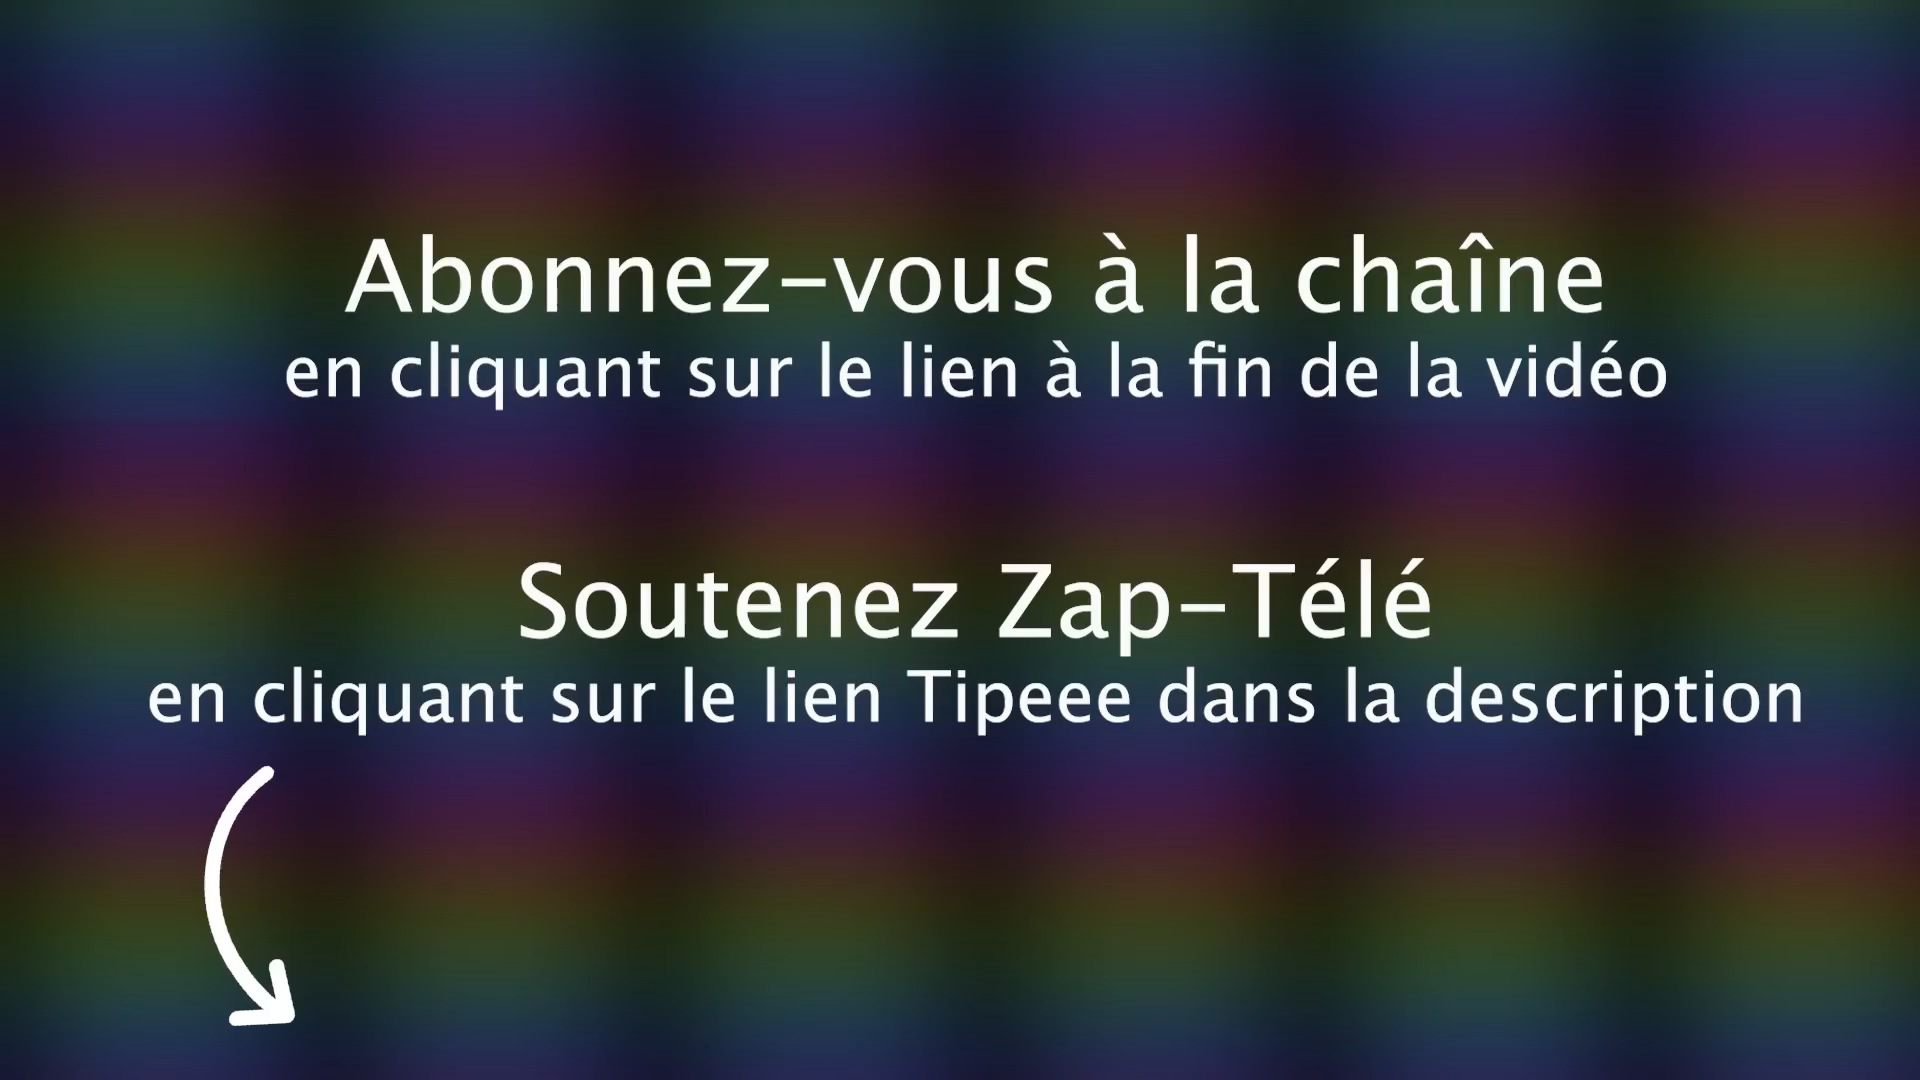 Abonnez-vous à la chaîne
en cliquant sur le lien à la fin de la vidéo
Soutenez Zap-Télé
en cliquant sur le lien Tipeee dans la description